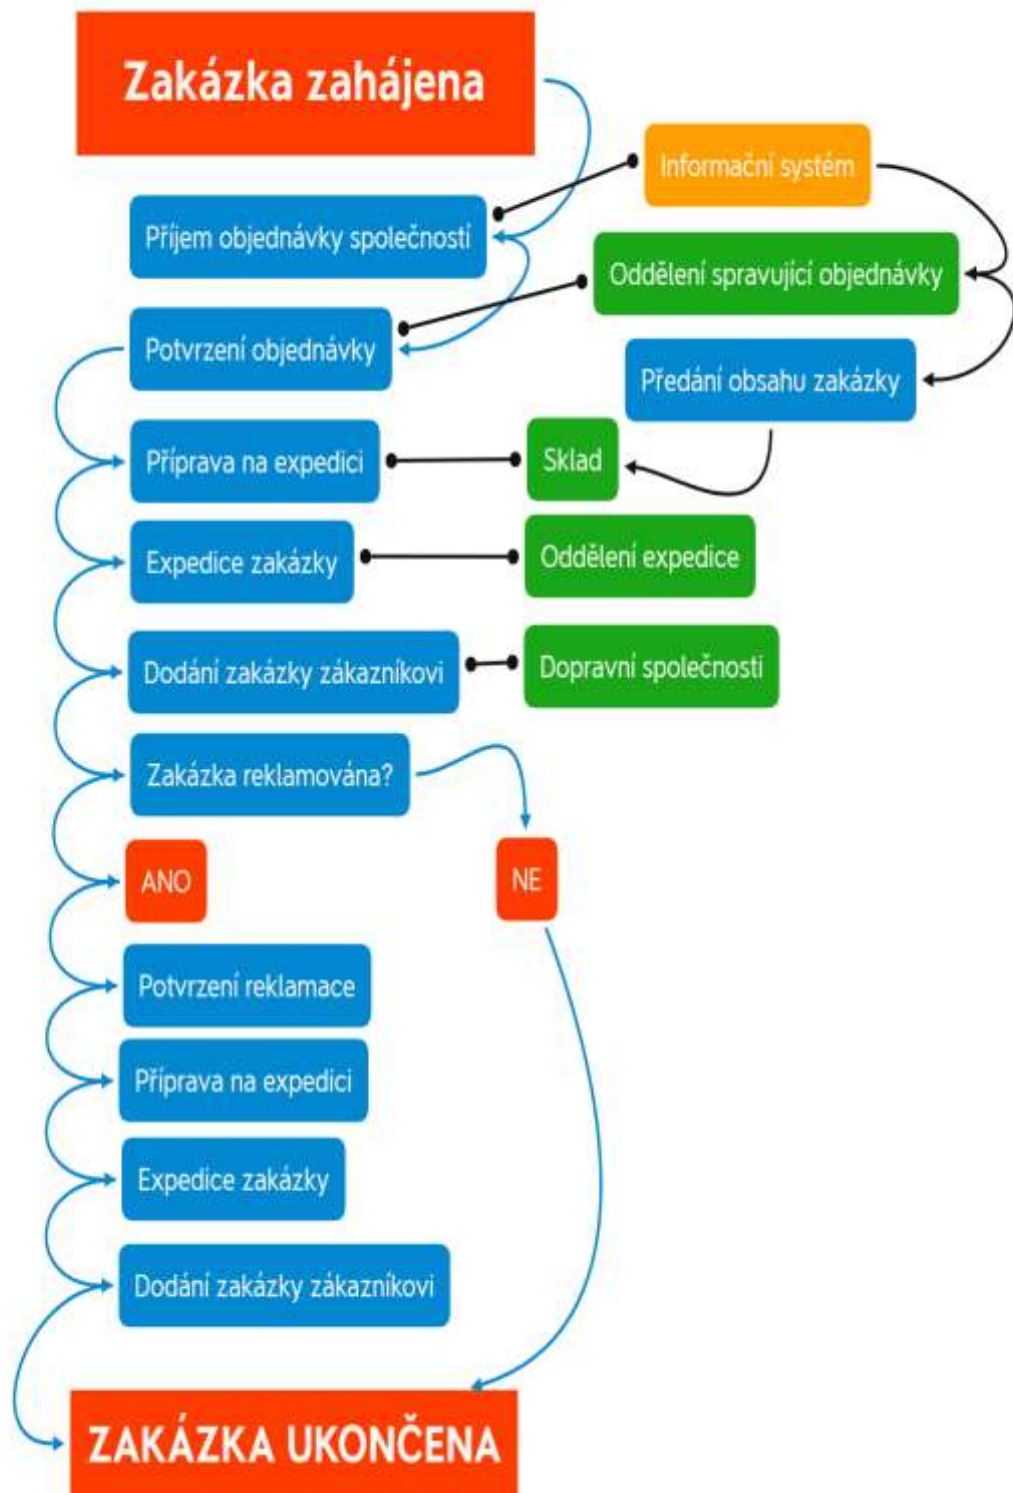 Zakázka zahájena
Informační systém
Příjem objednávky společností
Oddělení spravující objednávky
Potvrzení objednávky
Předání obsahu zakázky
Příprava na expedici
Sklad
Expedice zakázky
Oddělení expedice
Dodání zakázky zákazníkovi
Dopravní společnosti
Zakázka reklamována?
ANO
NE
Potvrzení reklamace
Příprava na expedici
Expedice zakázky
Dodání zakázky zákazníkovi
ZAKÁZKA UKONČENA